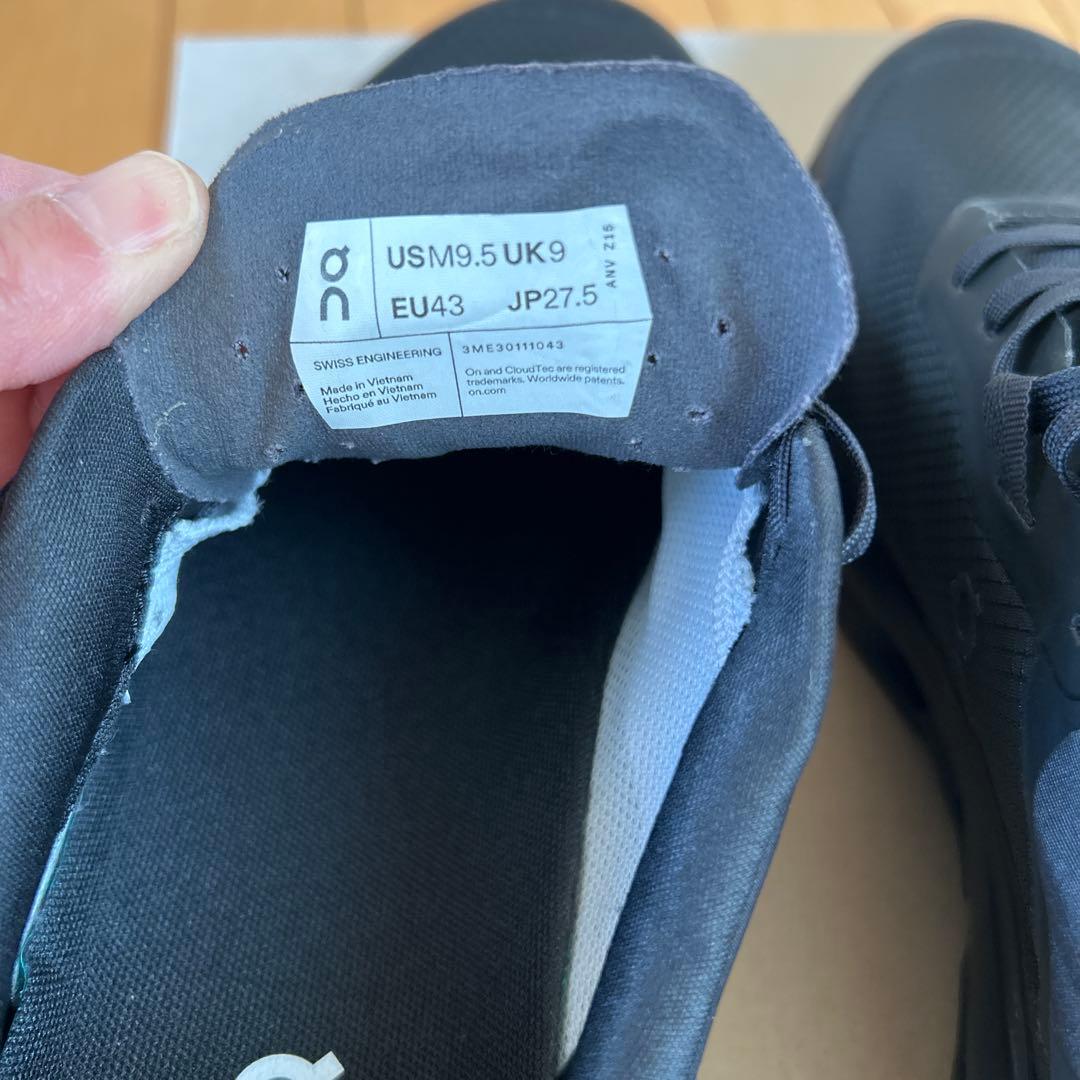 USM9.5 UK9
EU43 JP27.5
ANV Z15
SWISS ENGINEERING
Made in Vietnam
Hecho en Vietnam
Fabriqué au Vietnam
3ME30111043
On and CloudTec are registered
trademarks. Worldwide patents.
on.com